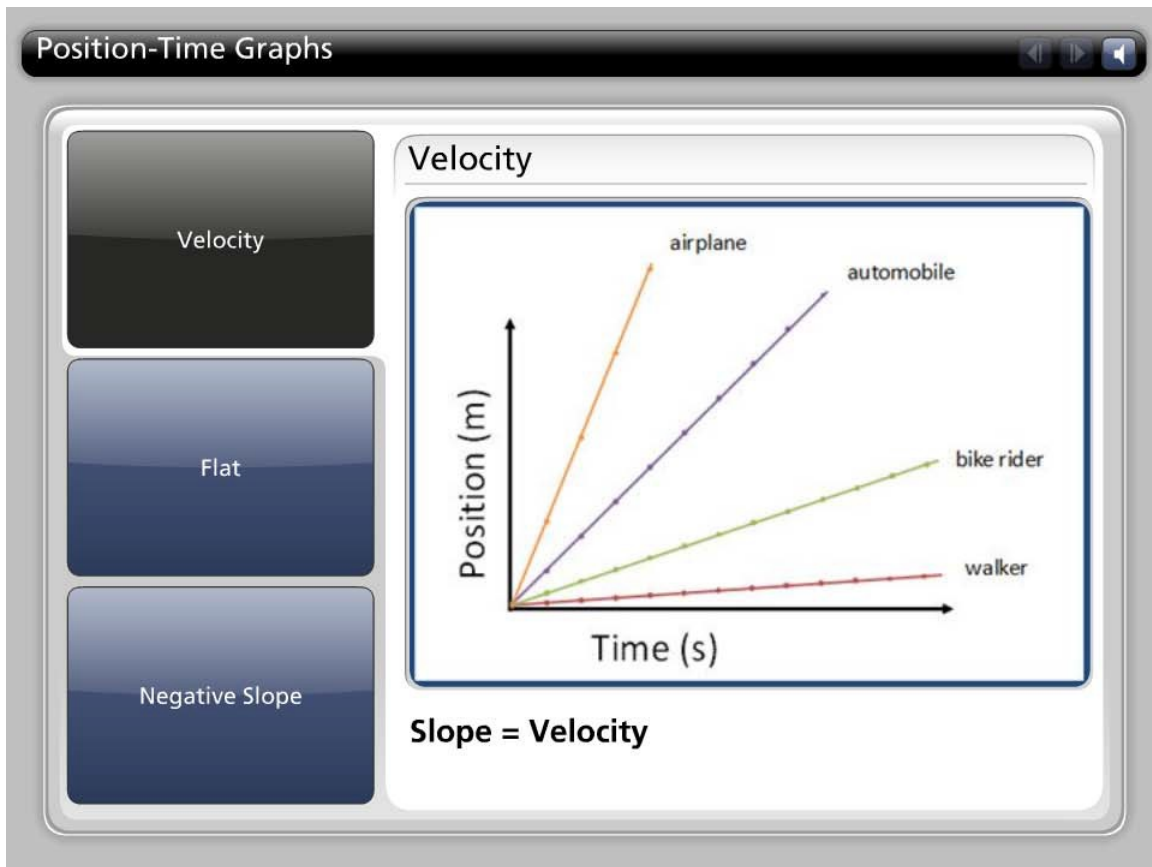 Position-Time Graphs
Velocity
Flat
Negative Slope
Velocity
airplane
automobile
bike rider
walker
Position (m)
Time (s)
Slope = Velocity